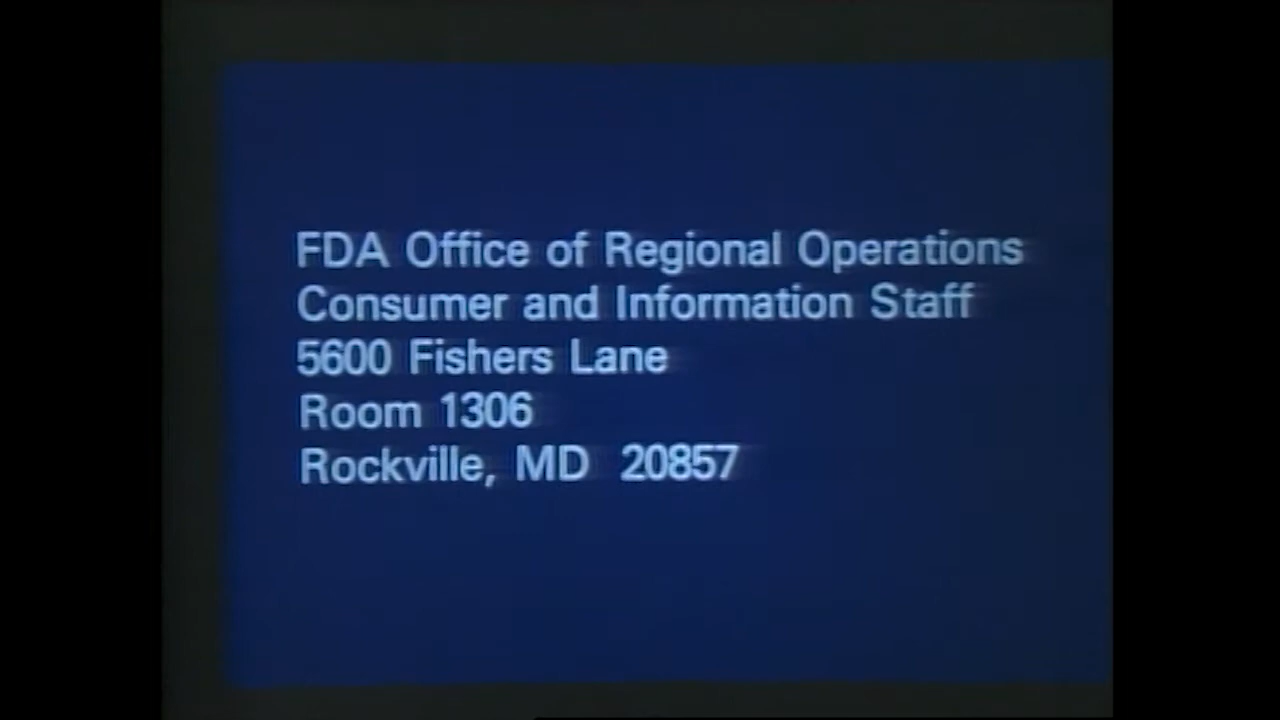 FDA Office of Regional Operations
Consumer and Information Staff
5600 Fishers Lane
Room 1306
Rockville, MD 20857